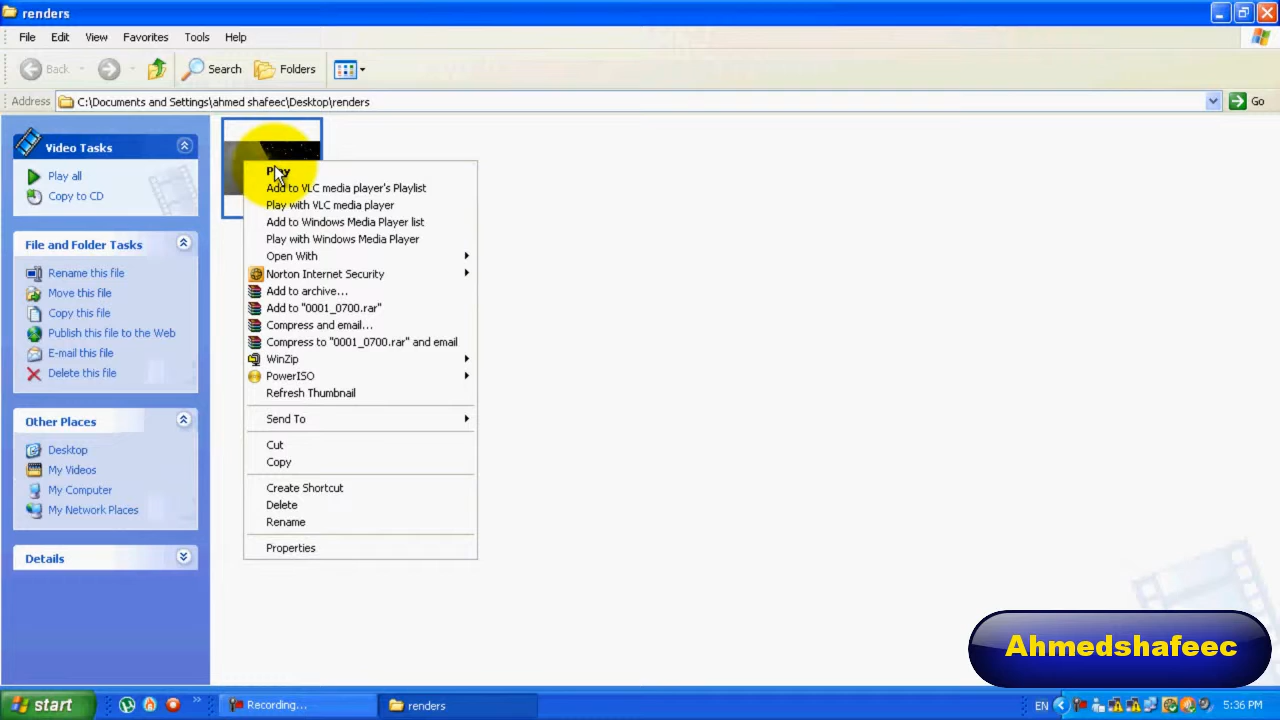 renders
File Edit View Favorites Tools Help
Back Search Folders
Address C:\Documents and Settings\ahmed shafeec\Desktop\renders Go
Video Tasks
Play all
Copy to CD
File and Folder Tasks
Rename this file
Move this file
Copy this file
Publish this file to the Web
E-mail this file
Delete this file
Other Places
Desktop
My Videos
My Computer
My Network Places
Details
Play
Add to VLC media player's Playlist
Play with VLC media player
Add to Windows Media Player list
Play with Windows Media Player
Open With
Norton Internet Security
Add to archive...
Add to "0001_0700.rar"
Compress and email...
Compress to "0001_0700.rar" and email
WinZip
PowerISO
Refresh Thumbnail
Send To
Cut
Copy
Create Shortcut
Delete
Rename
Properties
Ahmedshafeec
start Recording... renders EN 5:36 PM